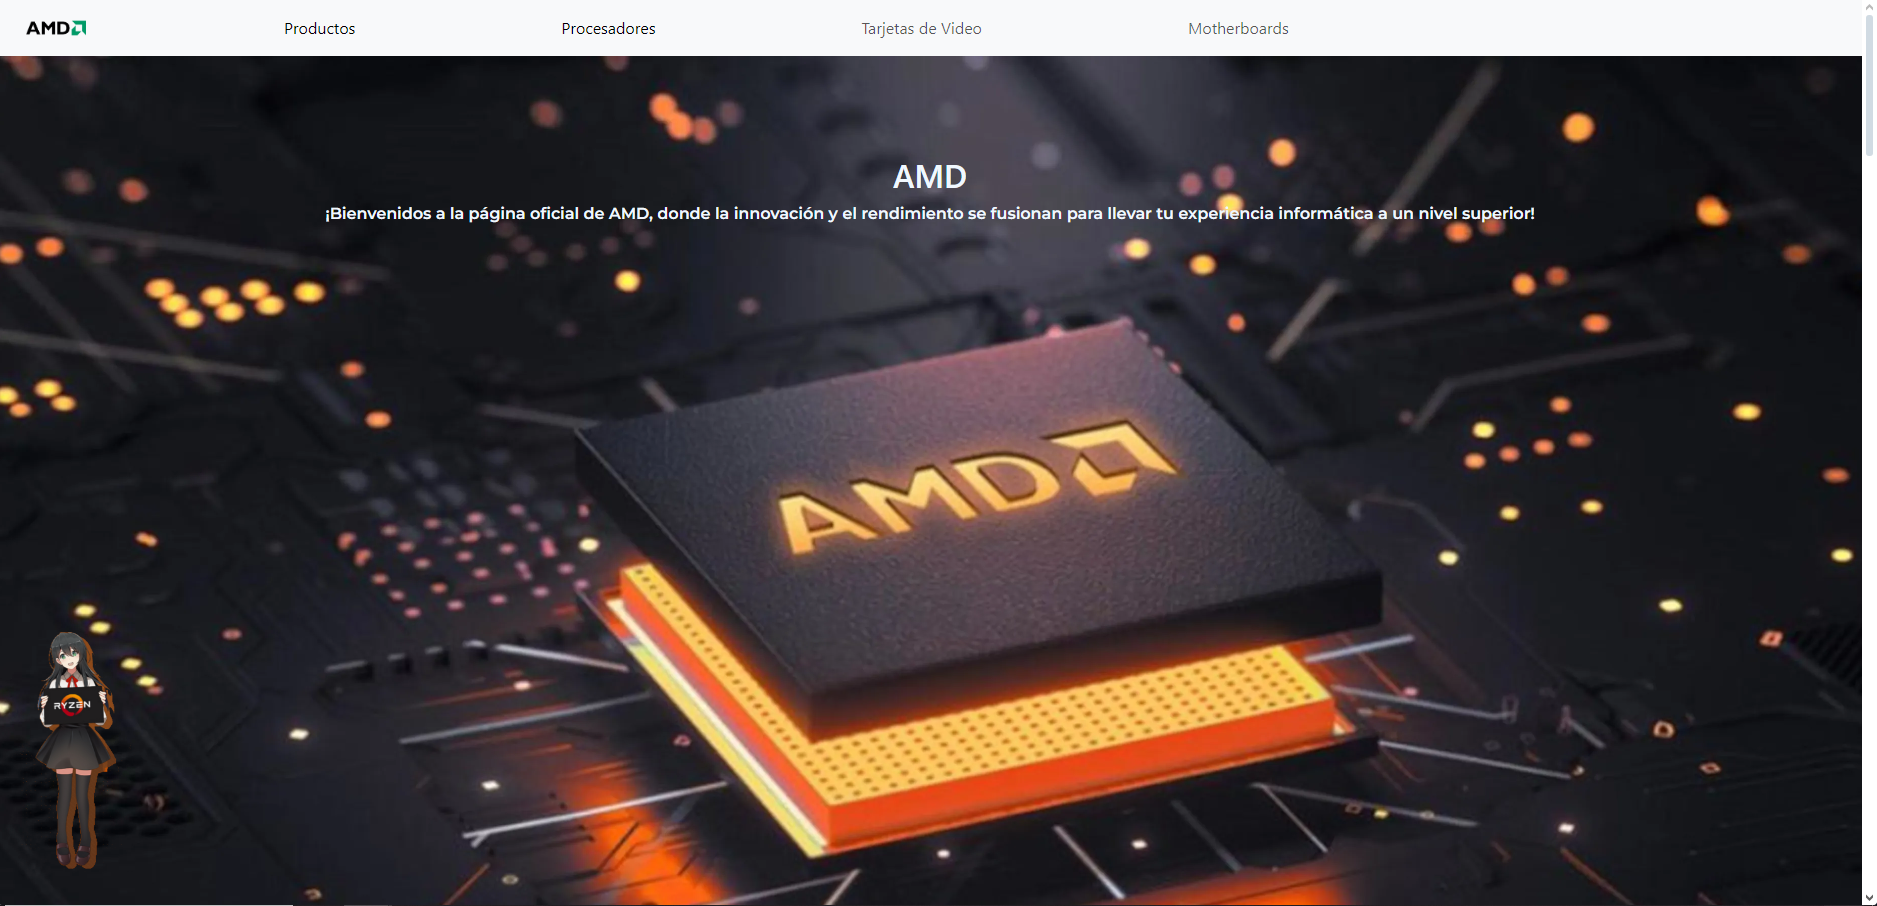 AMD
Productos
Procesadores
Tarjetas de Video
Motherboards
AMD
¡Bienvenidos a la página oficial de AMD, donde la innovación y el rendimiento se fusionan para llevar tu experiencia informática a un nivel superior!
AMD
RYZEN